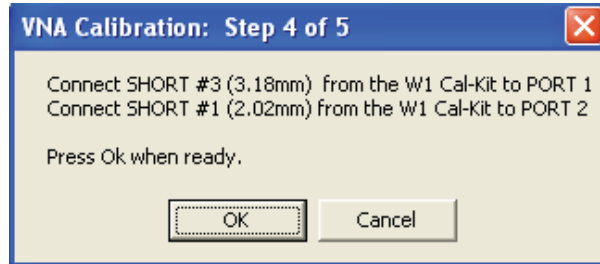 VNA Calibration: Step 4 of 5
Connect SHORT #3 (3.18mm) from the W1 Cal-Kit to PORT 1
Connect SHORT #1 (2.02mm) from the W1 Cal-Kit to PORT 2
Press Ok when ready.
OK
Cancel